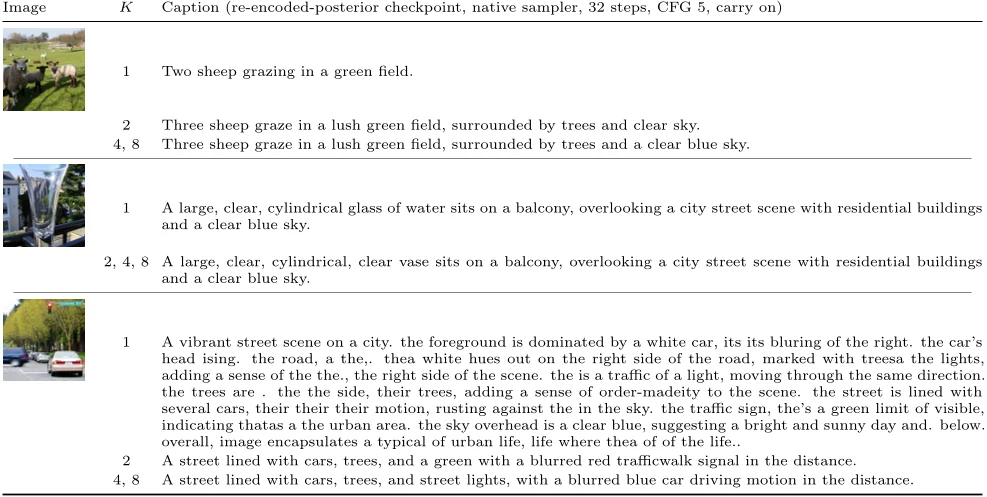 Image K Caption (re-encoded-posterior checkpoint, native sampler, 32 steps, CFG 5, carry on)
1 Two sheep grazing in a green field.
2 Three sheep graze in a lush green field, surrounded by trees and clear sky.
4, 8 Three sheep graze in a lush green field, surrounded by trees and a clear blue sky.
1 A large, clear, cylindrical glass of water sits on a balcony, overlooking a city street scene with residential buildings
and a clear blue sky.
2, 4, 8 A large, clear, cylindrical, clear vase sits on a balcony, overlooking a city street scene with residential buildings
and a clear blue sky.
1 A vibrant street scene on a city. the foreground is dominated by a white car, its its bluring of the right. the car's
head ising. the road, a the,. thea white hues out on the right side of the road, marked with treesa the lights,
adding a sense of the the., the right side of the scene. the is a traffic of a light, moving through the same direction.
the trees are . the the side, their trees, adding a sense of order-madeity to the scene. the street is lined with
several cars, their their their motion, rusting against the in the sky. the traffic sign, the's a green limit of visible,
indicating thatas a the urban area. the sky overhead is a clear blue, suggesting a bright and sunny day and. below.
overall, image encapsulates a typical of urban life, life where thea of of the life..
2 A street lined with cars, trees, and a green with a blurred red trafficwalk signal in the distance.
4, 8 A street lined with cars, trees, and street lights, with a blurred blue car driving motion in the distance.